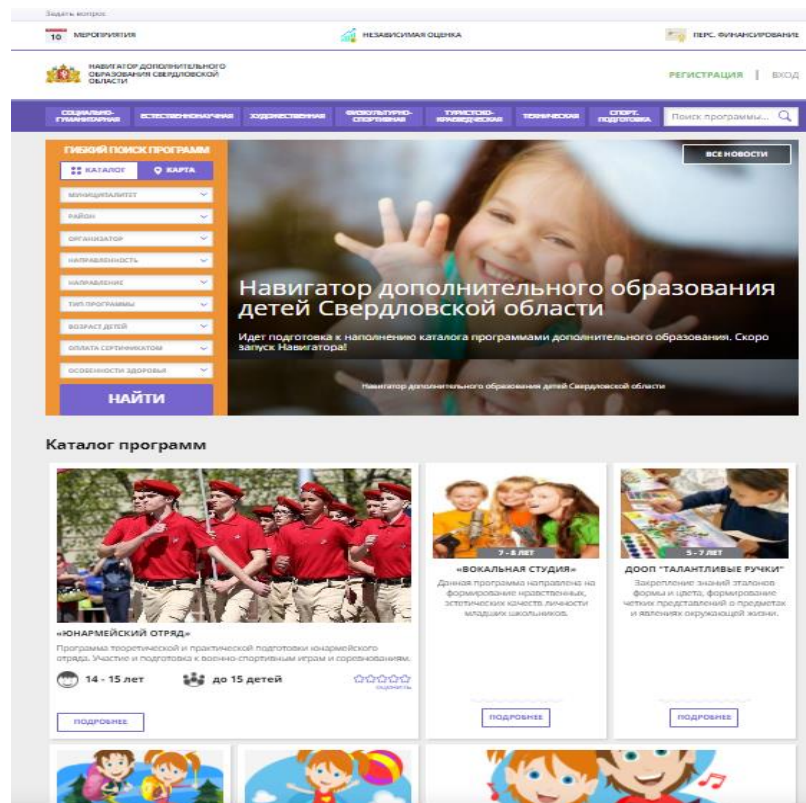 Задать вопрос
10 МЕРОПРИЯТИЯ
НЕЗАВИСИМАЯ ОЦЕНКА
ПЕРС. ФИНАНСИРОВАНИЕ
НАВИГАТОР ДОПОЛНИТЕЛЬНОГО
ОБРАЗОВАНИЯ СВЕРДЛОВСКОЙ
ОБЛАСТИ
РЕГИСТРАЦИЯ | ВХОД
СОЦИАЛЬНО-
ГУМАНИТАРНАЯ
ЕСТЕСТВЕННОНАУЧНАЯ
ХУДОЖЕСТВЕННАЯ
ФИЗКУЛЬТУРНО-
СПОРТИВНАЯ
ТУРИСТСКО-
КРАЕВЕДЧЕСКАЯ
ТЕХНИЧЕСКАЯ
СПОРТ.
ПОДГОТОВКА
Поиск программы...
ГИБКИЙ ПОИСК ПРОГРАММ
КАТАЛОГ
КАРТА
МУНИЦИПАЛИТЕТ
РАЙОН
ОРГАНИЗАТОР
НАПРАВЛЕННОСТЬ
НАПРАВЛЕНИЕ
ТИП ПРОГРАММЫ
ВОЗРАСТ ДЕТЕЙ
ОПЛАТА СЕРТИФИКАТОМ
ОСОБЕННОСТИ ЗДОРОВЬЯ
НАЙТИ
ВСЕ НОВОСТИ
Навигатор дополнительного образования
детей Свердловской области
Идет подготовка к наполнению каталога программами дополнительного образования. Скоро
запуск Навигатора!
Навигатор дополнительного образования детей Свердловской области
Каталог программ
«ЮНАРМЕЙСКИЙ ОТРЯД»
Программа теоретической и практической подготовки юнармейского
отряда. Участие и подготовка к военно-спортивным играм и соревнованиям.
14 - 15 лет
до 15 детей
оценить
ПОДРОБНЕЕ
7 - 8 ЛЕТ
«ВОКАЛЬНАЯ СТУДИЯ»
Данная программа направлена на
формирование нравственных,
эстетических качеств личности
младших школьников.
ПОДРОБНЕЕ
5 - 7 ЛЕТ
ДООП "ТАЛАНТЛИВЫЕ РУЧКИ"
Закрепление знаний эталонов
формы и цвета, формирование
четких представлений о предметах
и явлениях окружающей жизни.
ПОДРОБНЕЕ